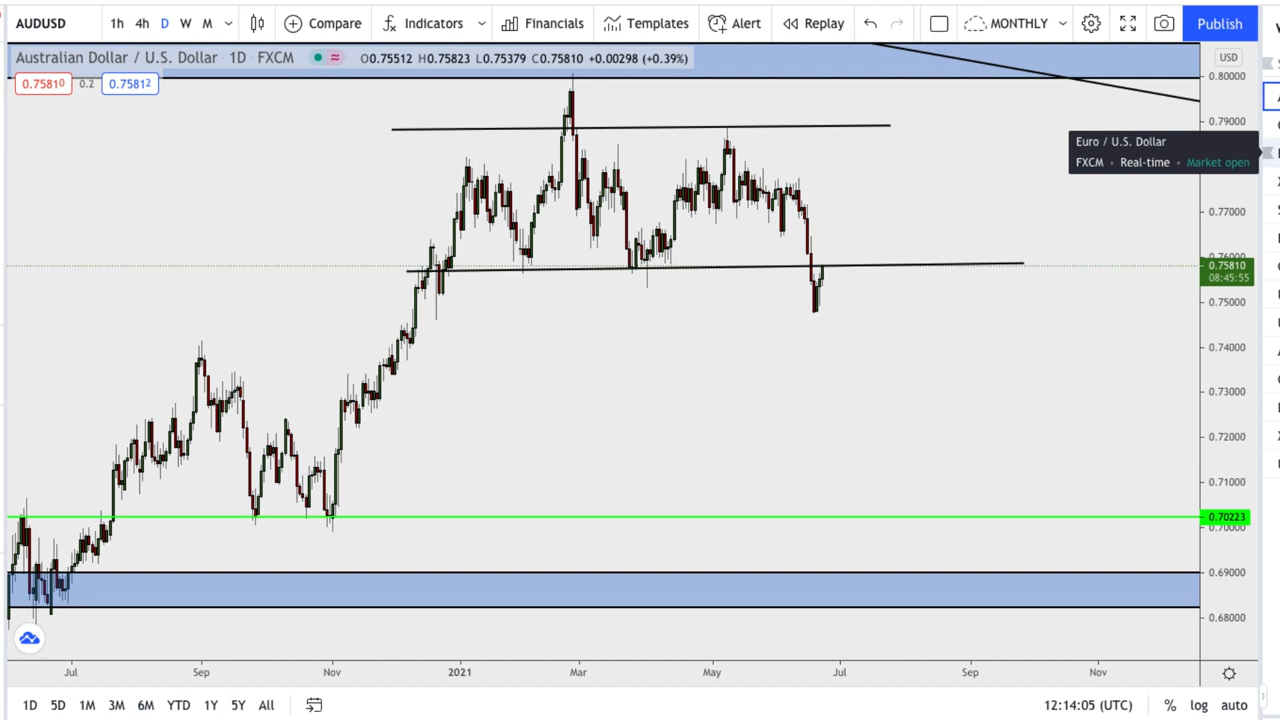 AUDUSD 1h 4h D W M Compare Indicators Financials Templates Alert Replay MONTHLY Publish
Australian Dollar / U.S. Dollar · 1D · FXCM O0.75512 H0.75823 L0.75379 C0.75810 +0.00298 (+0.39%) USD
0.75810 0.2 0.75812
0.80000
0.79000
Euro / U.S. Dollar
FXCM • Real-time • Market open
0.77000
0.76000
0.75810
08:45:55
0.75000
0.74000
0.73000
0.72000
0.71000
0.70223
0.70000
0.69000
0.68000
Jul Sep Nov 2021 Mar May Jul Sep Nov
1D 5D 1M 3M 6M YTD 1Y 5Y All 12:14:05 (UTC) % log auto